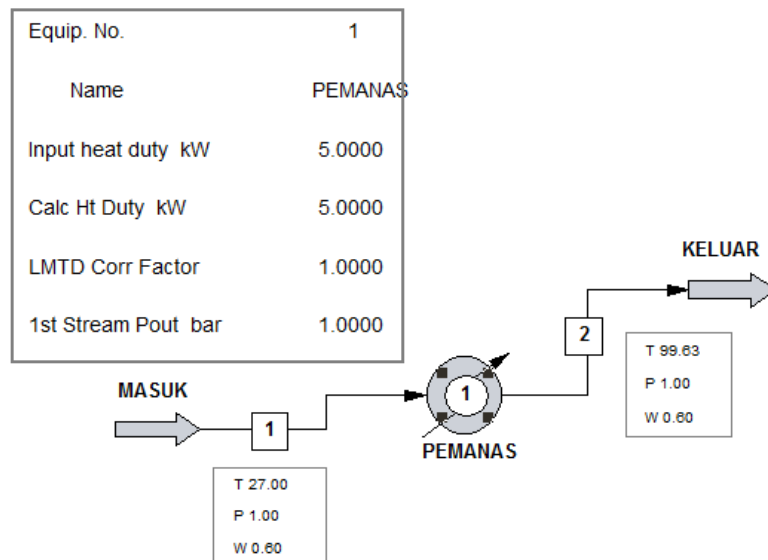 Equip. No. 1
Name PEMANAS
Input heat duty kW 5.0000
Calc Ht Duty kW 5.0000
LMTD Corr Factor 1.0000
1st Stream Pout bar 1.0000
KELUAR
2
T 99.63
P 1.00
W 0.60
MASUK
1
1
PEMANAS
T 27.00
P 1.00
W 0.60